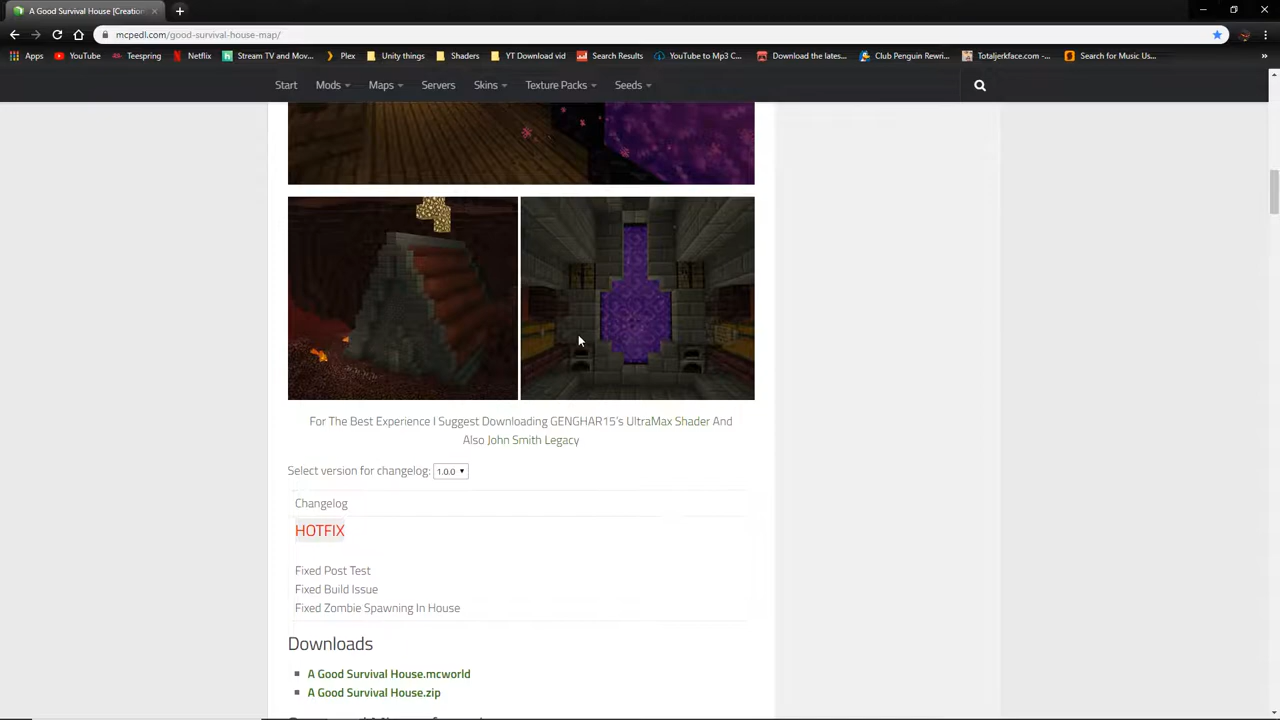 A Good Survival House [Creation
mcpedl.com/good-survival-house-map/
Apps YouTube Teespring Netflix Stream TV and Mov... Plex Unity things Shaders YT Download vid Search Results YouTube to Mp3 C... Download the lates... Club Penguin Rewri... Totaljerkface.com -... Search for Music Us... »
Start Mods Maps Servers Skins Texture Packs Seeds
For The Best Experience I Suggest Downloading GENGHAR15's UltraMax Shader And
Also John Smith Legacy
Select version for changelog: 1.0.0
Changelog
HOTFIX
Fixed Post Test
Fixed Build Issue
Fixed Zombie Spawning In House
Downloads
A Good Survival House.mcworld
A Good Survival House.zip